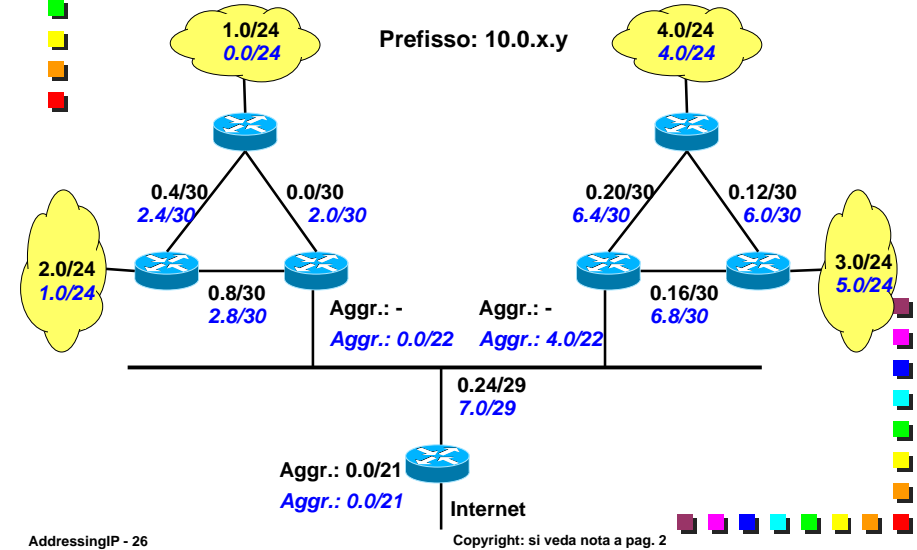 1.0/24
0.0/24
Prefisso: 10.0.x.y
4.0/24
4.0/24
0.4/30
2.4/30
0.0/30
2.0/30
0.20/30
6.4/30
0.12/30
6.0/30
2.0/24
1.0/24
3.0/24
5.0/24
0.8/30
2.8/30
0.16/30
6.8/30
Aggr.: -
Aggr.: 0.0/22
Aggr.: -
Aggr.: 4.0/22
0.24/29
7.0/29
Aggr.: 0.0/21
Aggr.: 0.0/21
Internet
AddressingIP - 26
Copyright: si veda nota a pag. 2